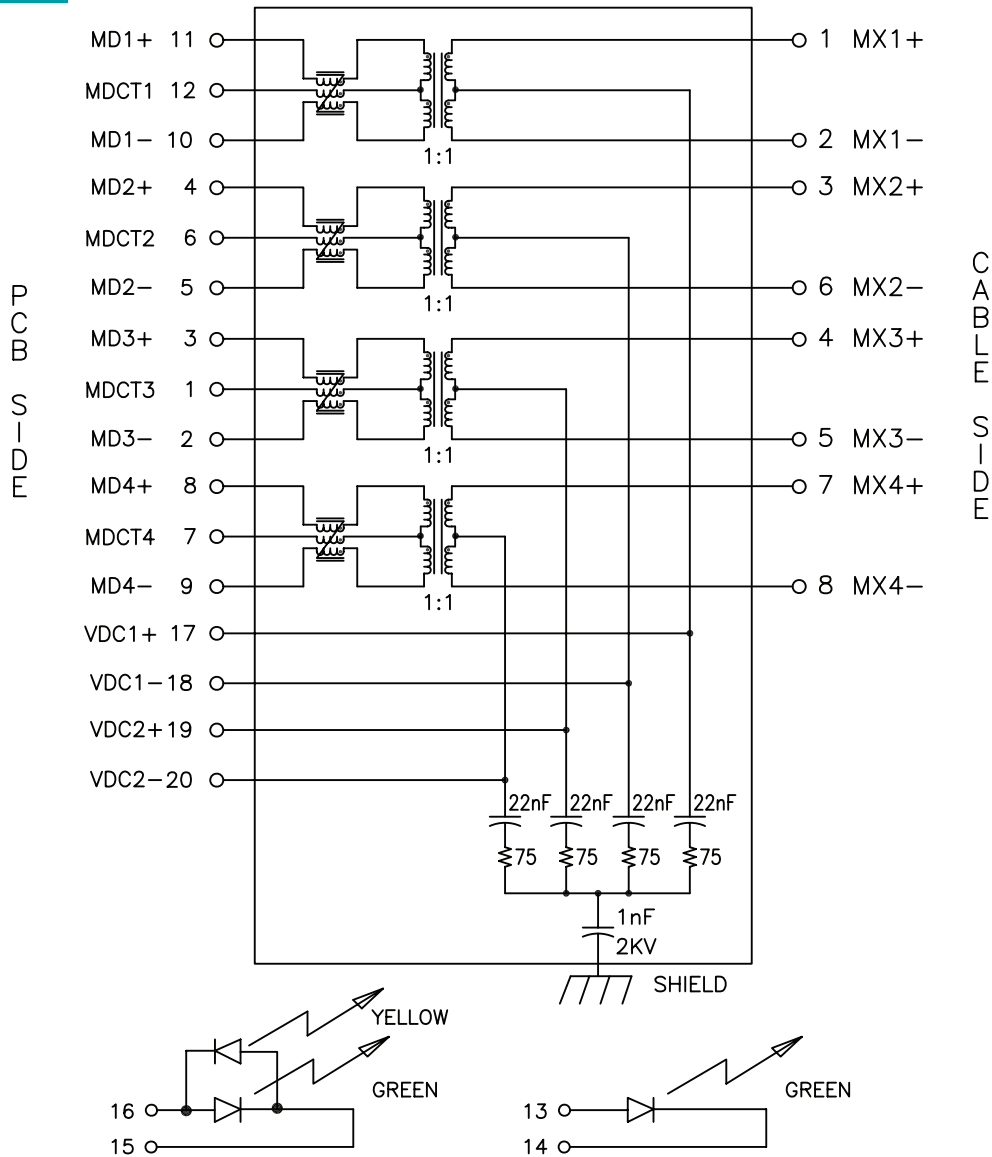 MD1+ 11
1 MX1+
MDCT1 12
MD1- 10
2 MX1-
1:1
MD2+ 4
3 MX2+
MDCT2 6
MD2- 5
6 MX2-
1:1
MD3+ 3
4 MX3+
MDCT3 1
MD3- 2
5 MX3-
1:1
MD4+ 8
7 MX4+
MDCT4 7
MD4- 9
8 MX4-
1:1
PCB SIDE
CABLE SIDE
VDC1+ 17
VDC1-18
VDC2+19
VDC2-20
22nF 22nF 22nF 22nF
75 75 75 75
1nF
2KV
SHIELD
YELLOW
GREEN
16
15
GREEN
13
14